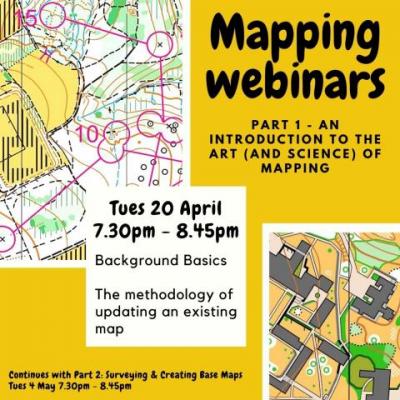 15
10
Mapping
webinars
PART 1 - AN
INTRODUCTION TO THE
ART (AND SCIENCE) OF
MAPPING
Tues 20 April
7.30pm - 8.45pm
Background Basics
The methodology of
updating an existing
map
Continues with Part 2: Surveying & Creating Base Maps
Tues 4 May 7.30pm - 8.45pm